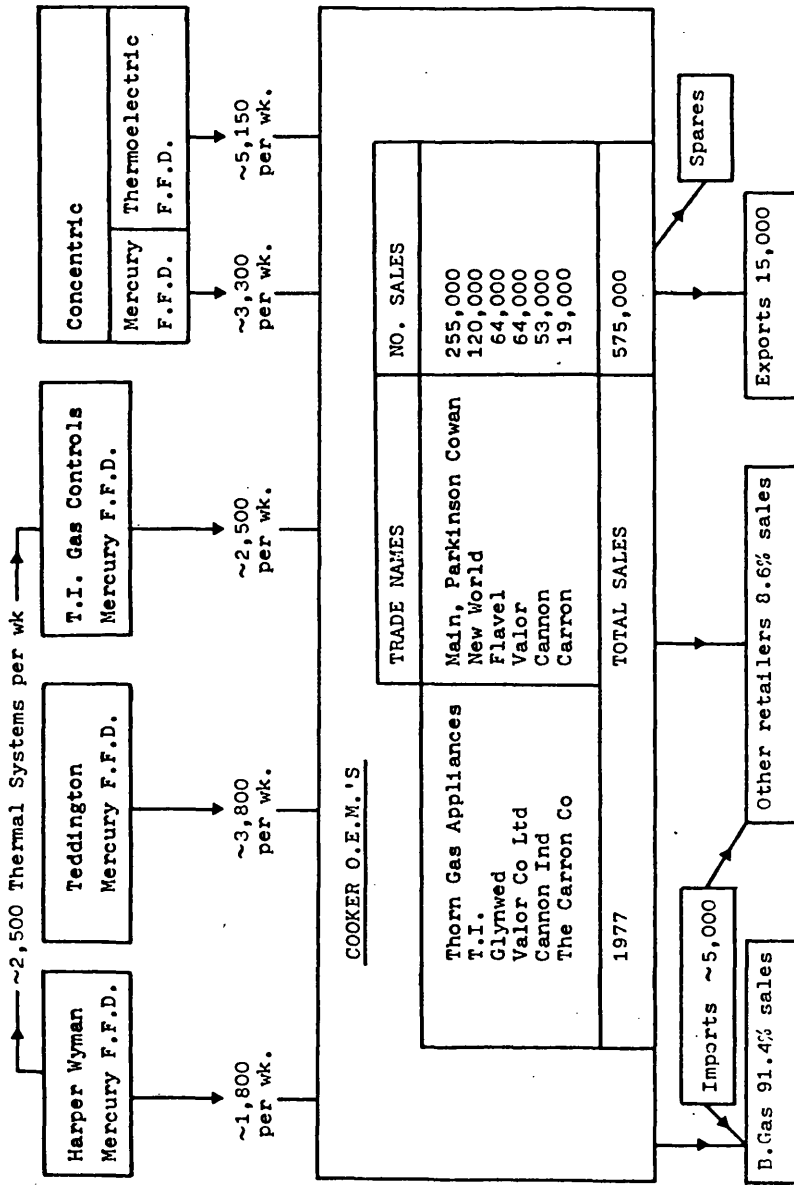 ~2,500 Thermal Systems per wk
Harper Wyman
Mercury F.F.D.
Teddington
Mercury F.F.D.
T.I. Gas Controls
Mercury F.F.D.
Concentric
Mercury
F.F.D.
Thermoelectric
F.F.D.
~1,800
per wk.
~3,800
per wk.
~2,500
per wk.
~3,300
per wk.
~5,150
per wk.
COOKER O.E.M.'S
TRADE NAMES NO. SALES
Thorn Gas Appliances Main, Parkinson Cowan 255,000
T.I. New World 120,000
Glynwed Flavel 64,000
Valor Co Ltd Valor 64,000
Cannon Ind Cannon 53,000
The Carron Co Carron 19,000
1977 TOTAL SALES 575,000
Imports ~5,000
Spares
B.Gas 91.4% sales
Other retailers 8.6% sales
Exports 15,000